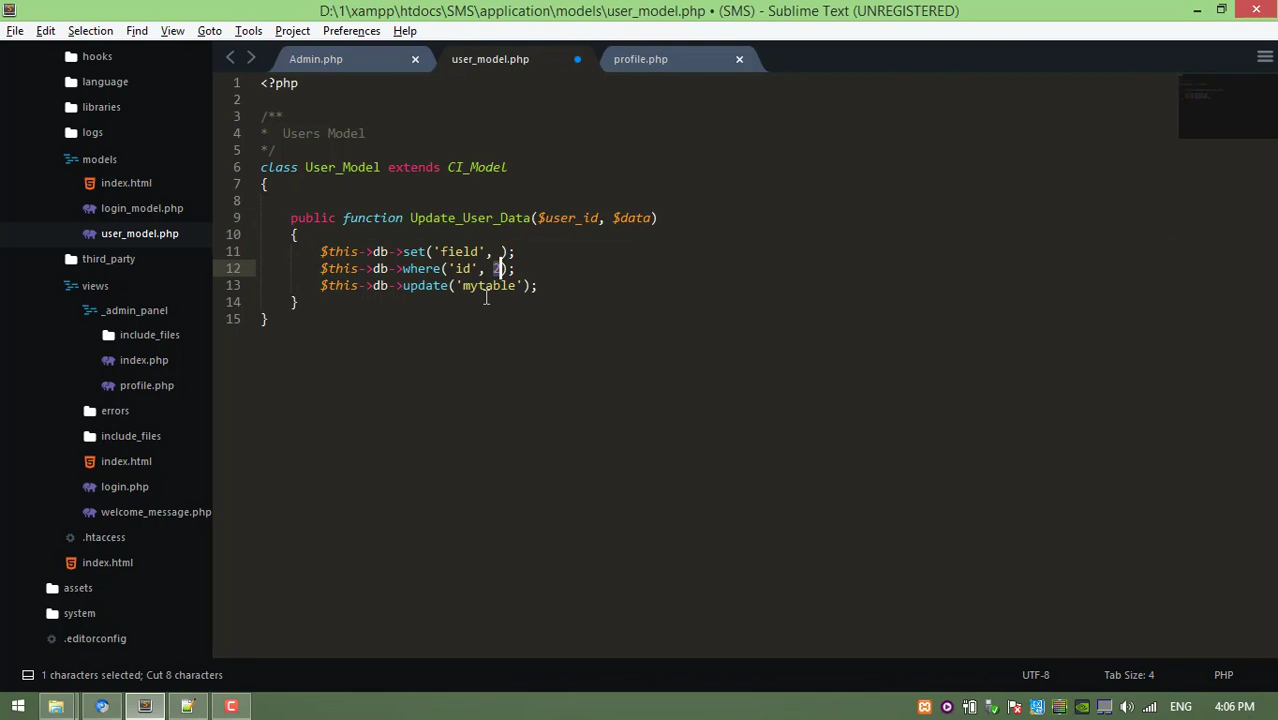 D:\1\xampp\htdocs\SMS\application\models\user_model.php • (SMS) - Sublime Text (UNREGISTERED)
File Edit Selection Find View Goto Tools Project Preferences Help
hooks
language
libraries
logs
models
index.html
login_model.php
user_model.php
third_party
views
_admin_panel
include_files
index.php
profile.php
errors
include_files
index.html
login.php
welcome_message.php
.htaccess
index.html
assets
system
.editorconfig
Admin.php user_model.php profile.php
1 <?php
2
3 /**
4 *  Users Model
5 */
6 class User_Model extends CI_Model
7 {
8
9 public function Update_User_Data($user_id, $data)
10 {
11 $this->db->set('field', );
12 $this->db->where('id', 2);
13 $this->db->update('mytable');
14 }
15 }
1 characters selected; Cut 8 characters UTF-8 Tab Size: 4 PHP
ENG 4:06 PM